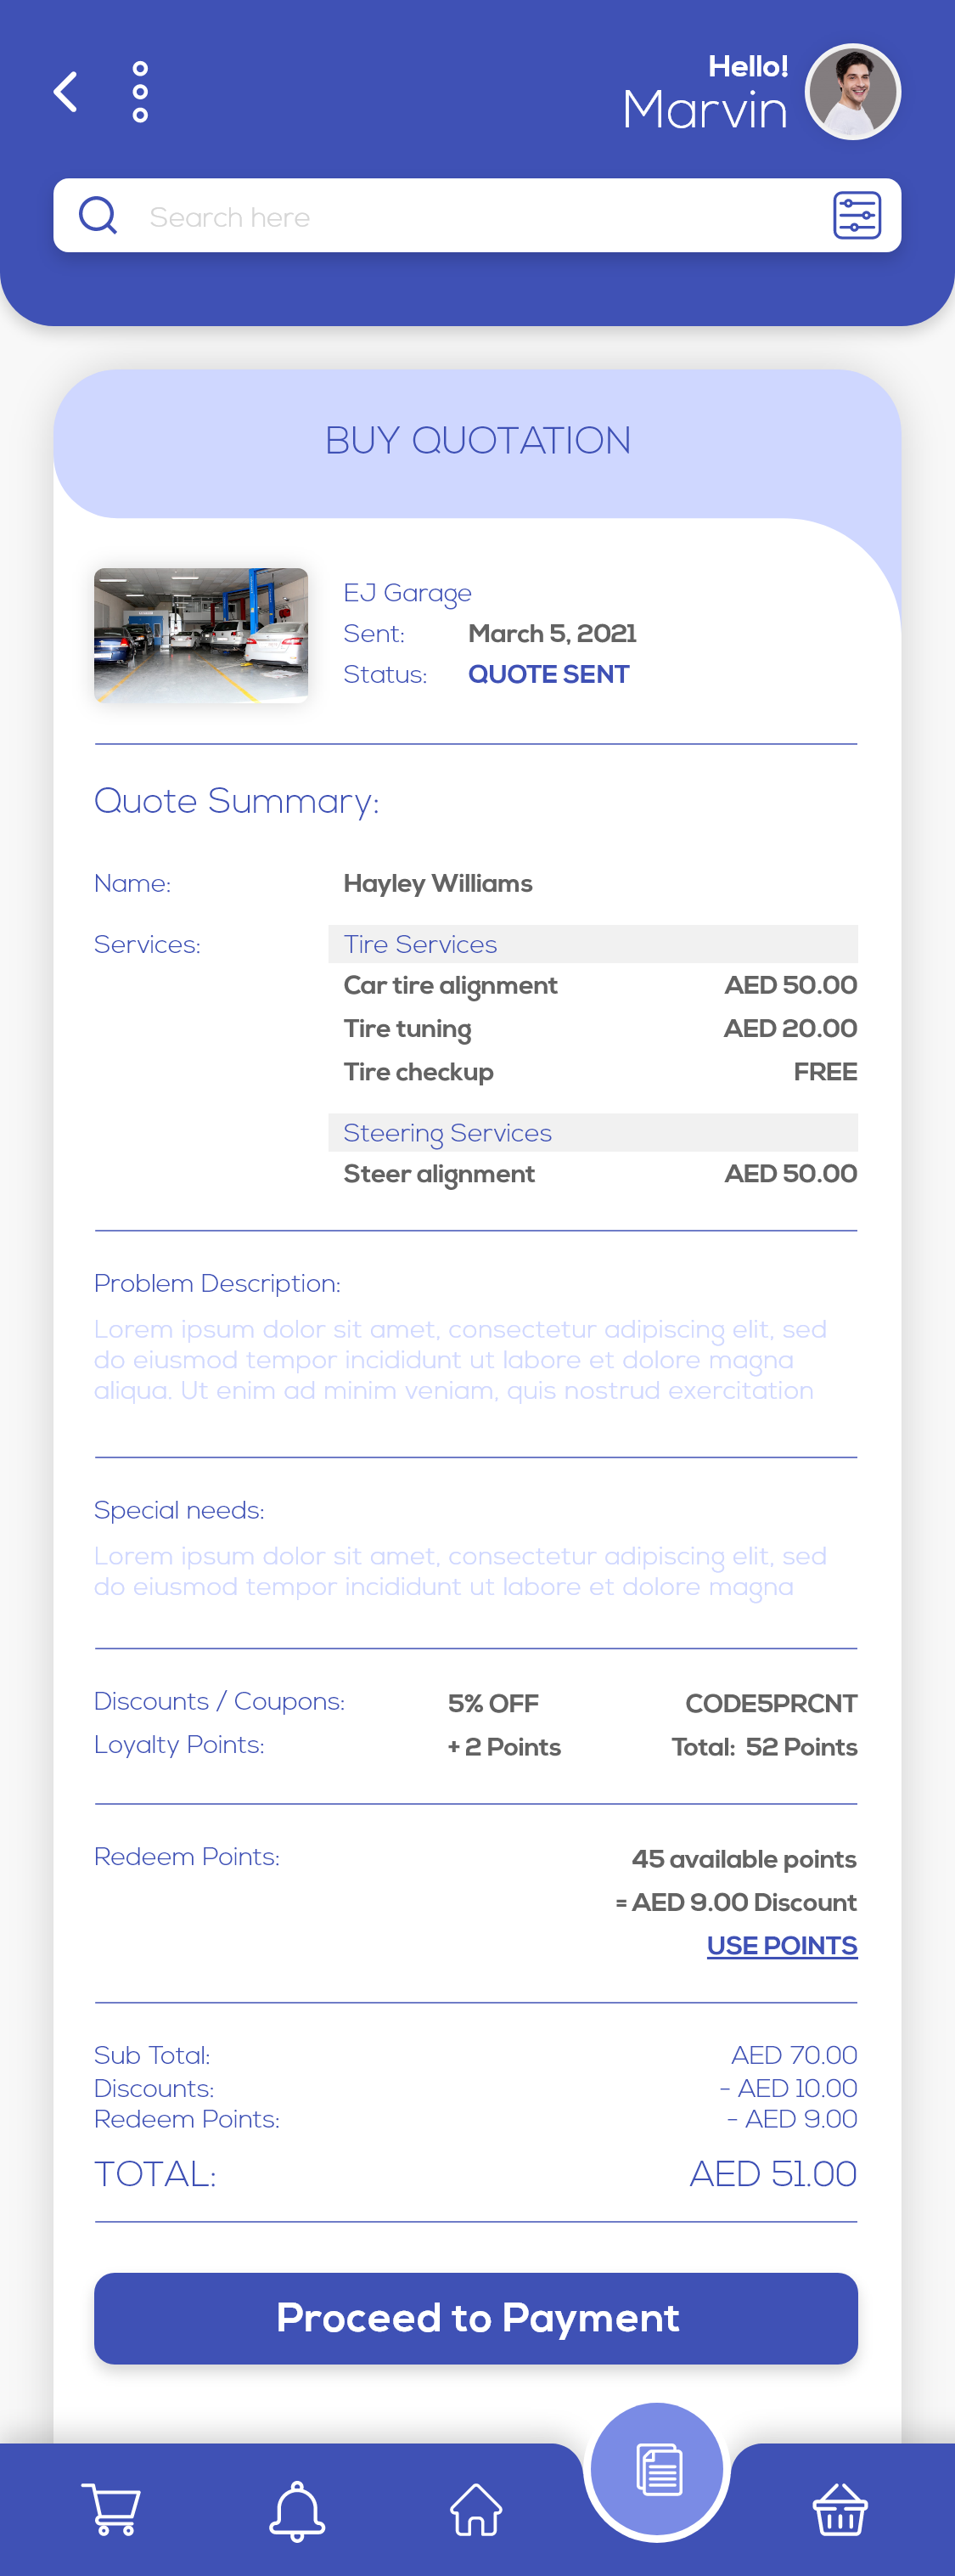 Hello!
Marvin
Search here
BUY QUOTATION
EJ Garage
Sent: March 5, 2021
Status: QUOTE SENT
Quote Summary:
Name: Hayley Williams
Services: Tire Services
Car tire alignment AED 50.00
Tire tuning AED 20.00
Tire checkup FREE
Steering Services
Steer alignment AED 50.00
Problem Description:
Lorem ipsum dolor sit amet, consectetur adipiscing elit, sed
do eiusmod tempor incididunt ut labore et dolore magna
aliqua. Ut enim ad minim veniam, quis nostrud exercitation
Special needs:
Lorem ipsum dolor sit amet, consectetur adipiscing elit, sed
do eiusmod tempor incididunt ut labore et dolore magna
Discounts / Coupons: 5% OFF CODE5PRCNT
Loyalty Points: + 2 Points Total: 52 Points
Redeem Points: 45 available points
= AED 9.00 Discount
USE POINTS
Sub Total: AED 70.00
Discounts: - AED 10.00
Redeem Points: - AED 9.00
TOTAL: AED 51.00
Proceed to Payment